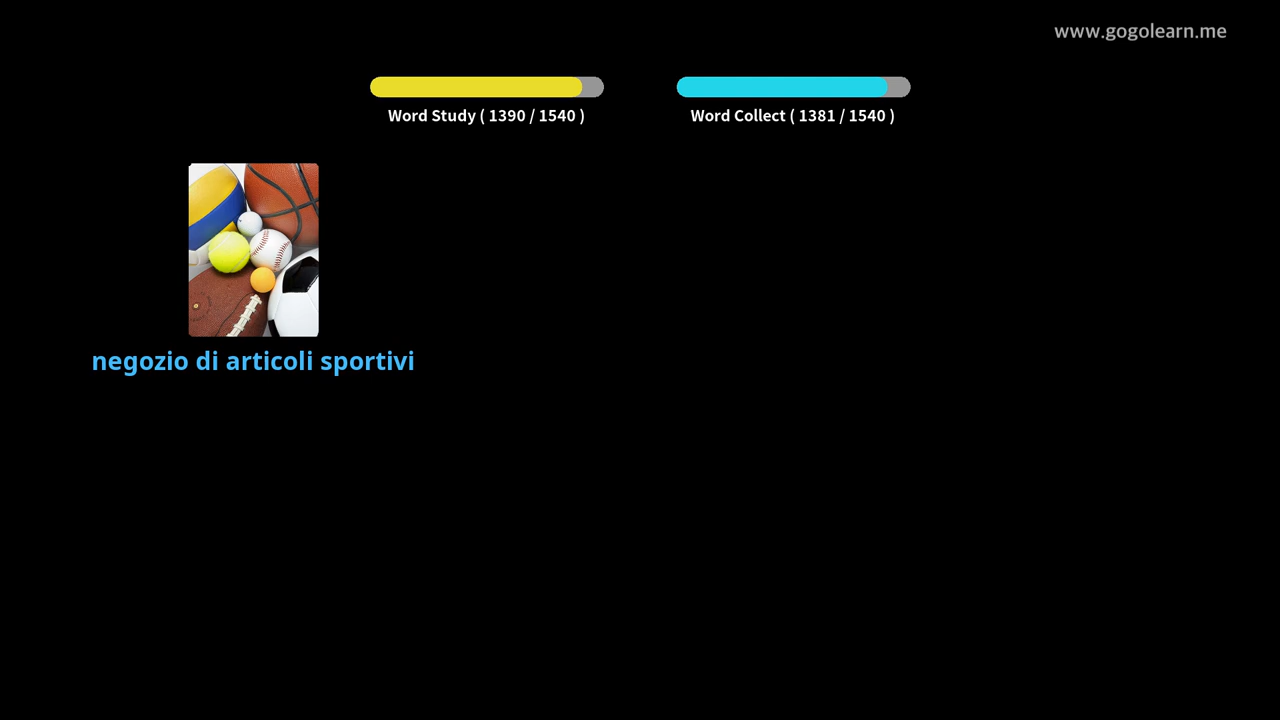 www.gogolearn.me
Word Study ( 1390 / 1540 )
Word Collect ( 1381 / 1540 )
negozio di articoli sportivi